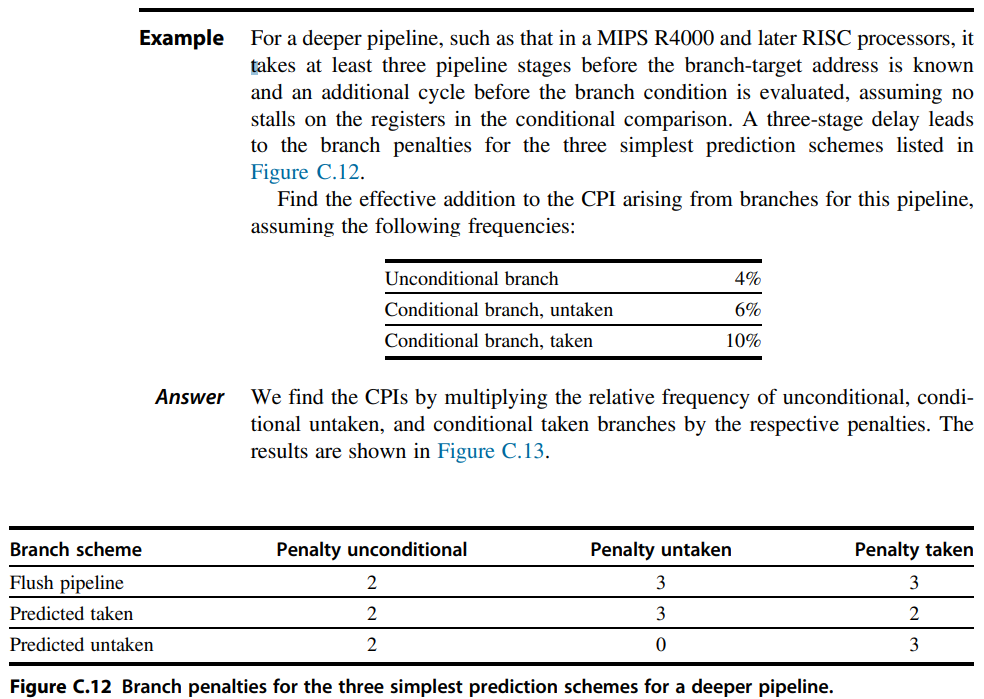 Example For a deeper pipeline, such as that in a MIPS R4000 and later RISC processors, it
takes at least three pipeline stages before the branch-target address is known
and an additional cycle before the branch condition is evaluated, assuming no
stalls on the registers in the conditional comparison. A three-stage delay leads
to the branch penalties for the three simplest prediction schemes listed in
Figure C.12.
Find the effective addition to the CPI arising from branches for this pipeline,
assuming the following frequencies:
Unconditional branch 4%
Conditional branch, untaken 6%
Conditional branch, taken 10%
Answer We find the CPIs by multiplying the relative frequency of unconditional, condi-
tional untaken, and conditional taken branches by the respective penalties. The
results are shown in Figure C.13.
Branch scheme Penalty unconditional Penalty untaken Penalty taken
Flush pipeline 2 3 3
Predicted taken 2 3 2
Predicted untaken 2 0 3
Figure C.12 Branch penalties for the three simplest prediction schemes for a deeper pipeline.